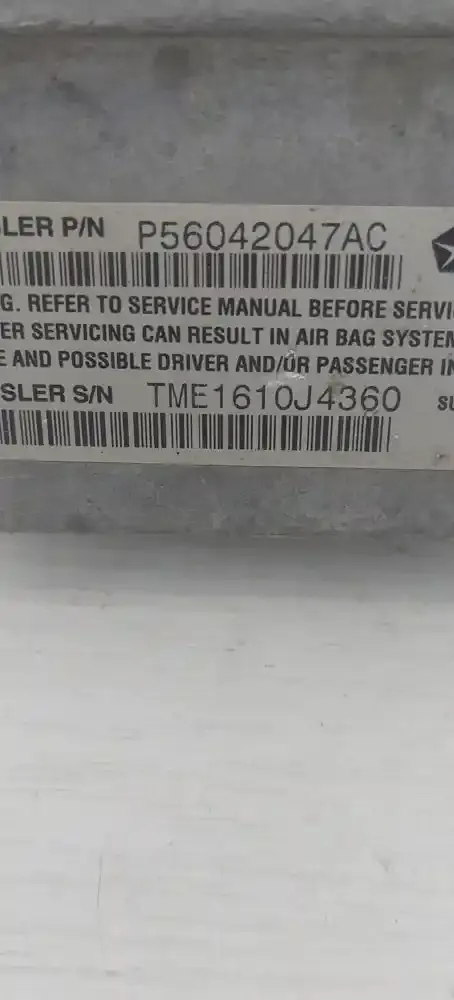 SLER P/N P56042047AC
G. REFER TO SERVICE MANUAL BEFORE SERVI
ER SERVICING CAN RESULT IN AIR BAG SYSTEM
E AND POSSIBLE DRIVER AND/OR PASSENGER IN
SLER S/N TME1610J4360 SU